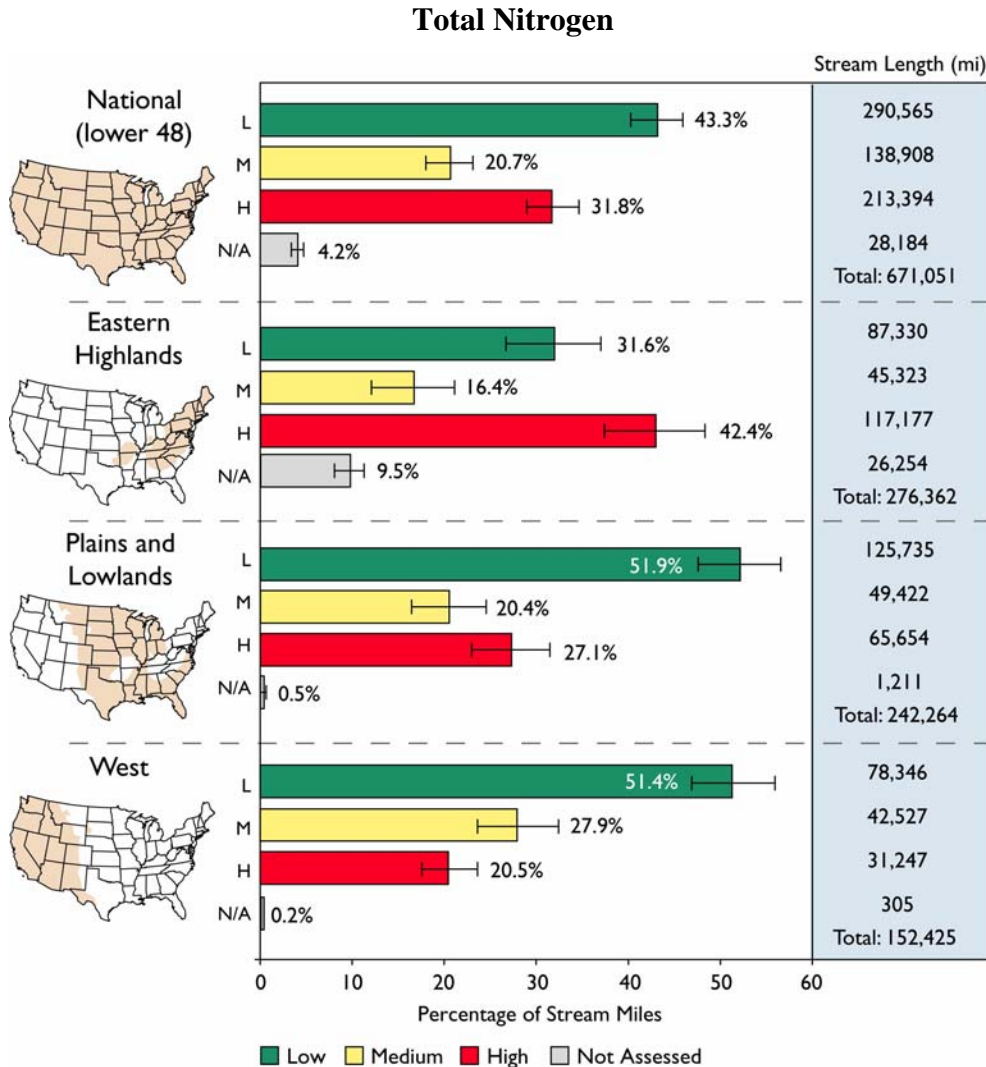 Total Nitrogen
Stream Length (mi)
National
(lower 48)
L
43.3%
290,565
M
20.7%
138,908
H
31.8%
213,394
N/A
4.2%
28,184
Total: 671,051
Eastern
Highlands
L
31.6%
87,330
M
16.4%
45,323
H
42.4%
117,177
N/A
9.5%
26,254
Total: 276,362
Plains and
Lowlands
L
51.9%
125,735
M
20.4%
49,422
H
27.1%
65,654
N/A
0.5%
1,211
Total: 242,264
West
L
51.4%
78,346
M
27.9%
42,527
H
20.5%
31,247
N/A
0.2%
305
Total: 152,425
0 10 20 30 40 50 60
Percentage of Stream Miles
Low Medium High Not Assessed